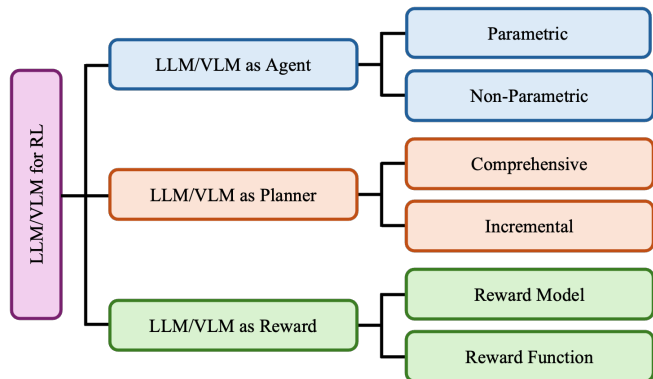 LLM/VLM for RL
LLM/VLM as Agent
Parametric
Non-Parametric
LLM/VLM as Planner
Comprehensive
Incremental
LLM/VLM as Reward
Reward Model
Reward Function